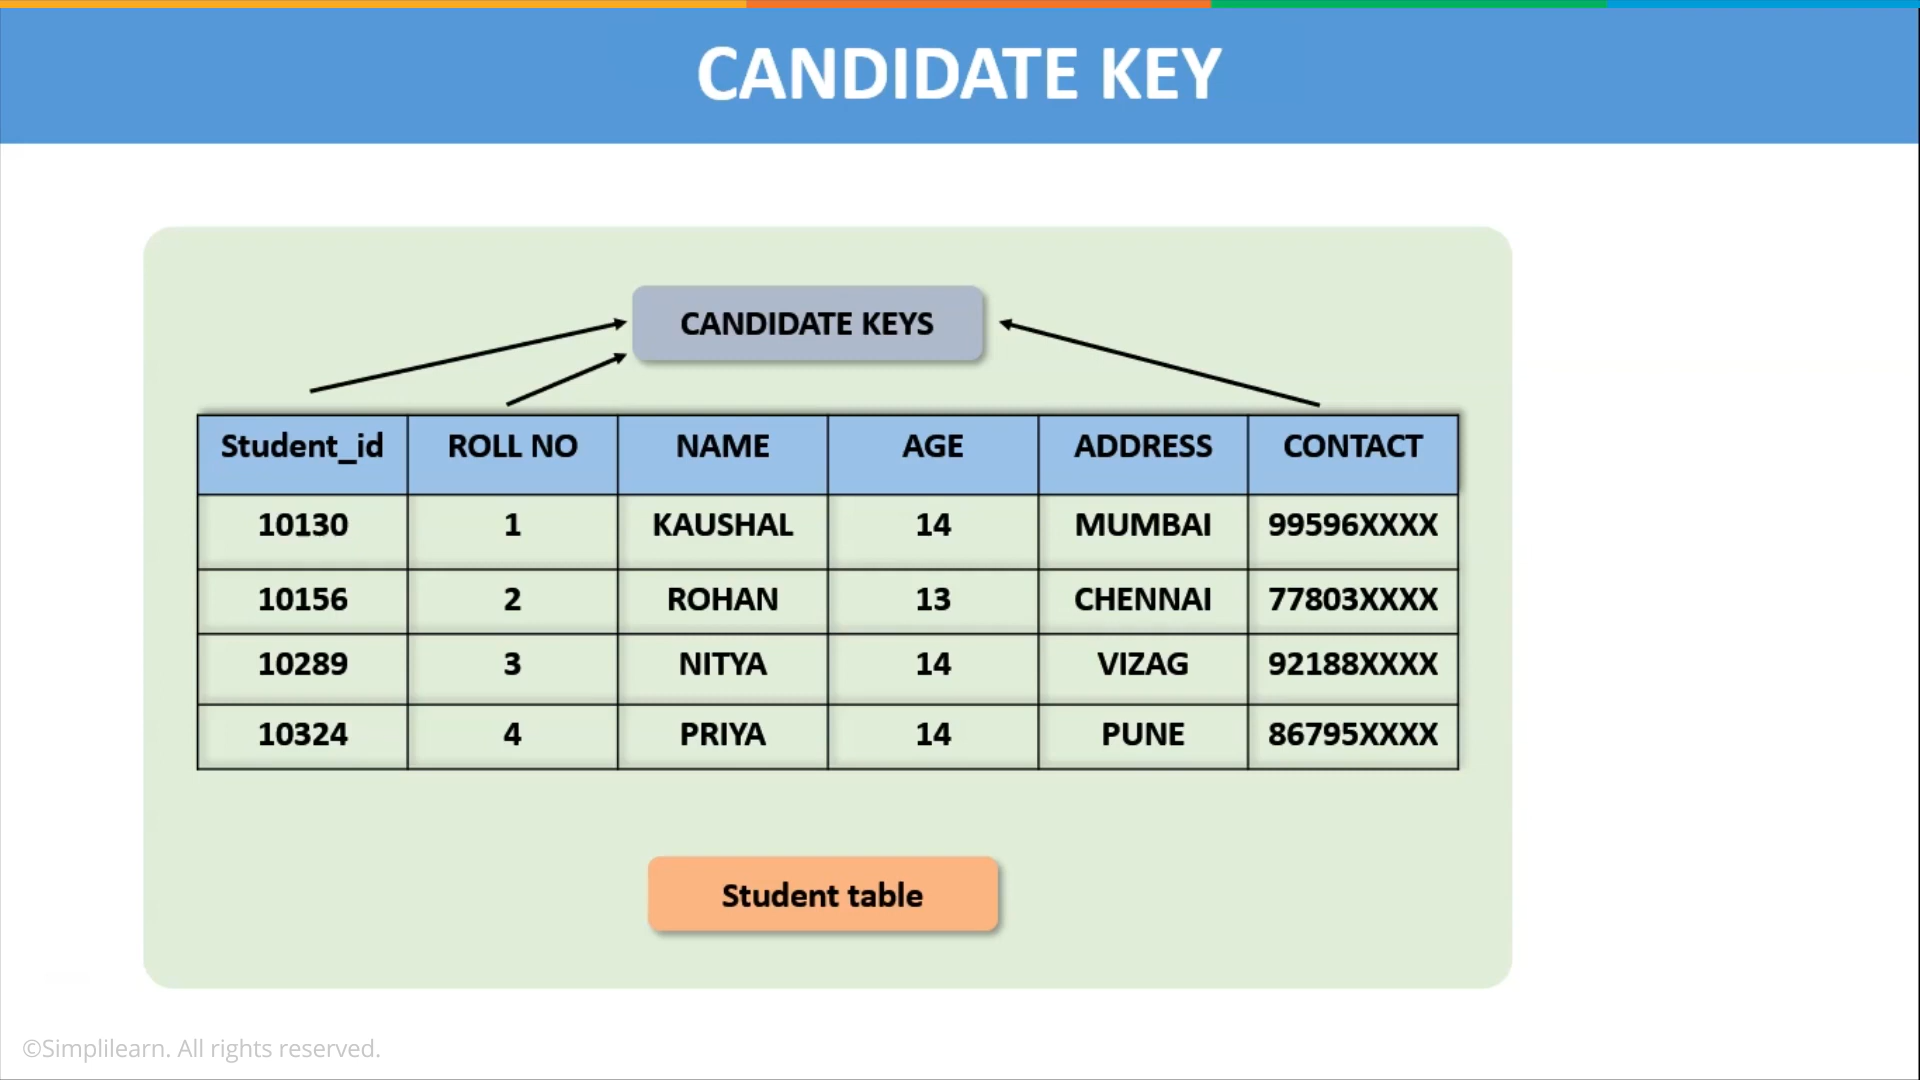 CANDIDATE KEY
CANDIDATE KEYS
Student_id ROLL NO NAME AGE ADDRESS CONTACT
10130 1 KAUSHAL 14 MUMBAI 99596XXXX
10156 2 ROHAN 13 CHENNAI 77803XXXX
10289 3 NITYA 14 VIZAG 92188XXXX
10324 4 PRIYA 14 PUNE 86795XXXX
Student table
©Simplilearn. All rights reserved.